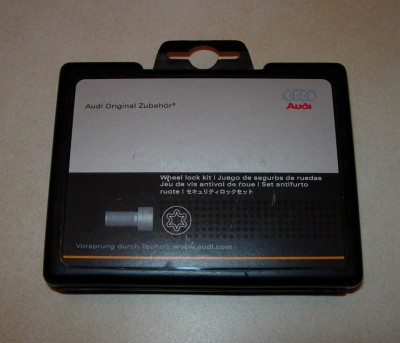 Audi Original Zubehör®
Audi
Wheel lock kit | Juego de segurbs de ruedas
Jeu de vis antivol de roue | Set antifurto
ruote | セキュリティロックセット
Vorsprung durch Technik www.audi.com